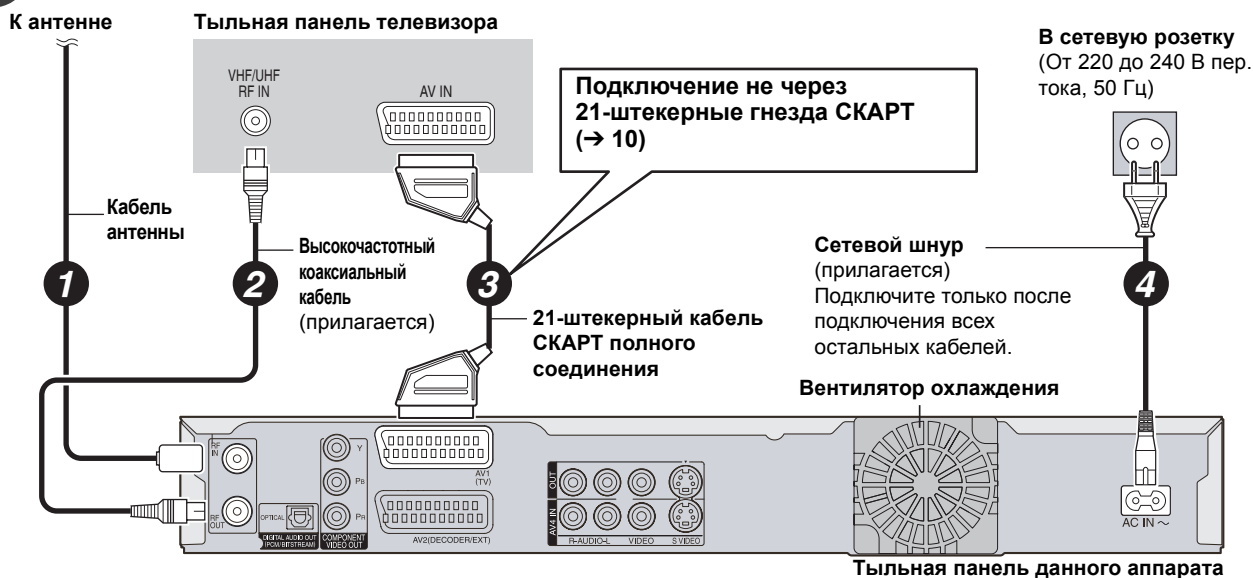 К антенне
Тыльная панель телевизора
VHF/UHF
RF IN
AV IN
Подключение не через
21-штекерные гнезда СКАРТ
(➔ 10)
В сетевую розетку
(От 220 до 240 В пер.
тока, 50 Гц)
Кабель
антенны
Высокочастотный
коаксиальный
кабель
(прилагается)
21-штекерный кабель
СКАРТ полного
соединения
Сетевой шнур
(прилагается)
Подключите только после
подключения всех
остальных кабелей.
Вентилятор охлаждения
1
2
3
4
RF
IN
RF
OUT
OPTICAL
DIGITAL AUDIO OUT
(PCM/BITSTREAM)
Y
PB
PR
COMPONENT
VIDEO OUT
AV1
(TV)
AV2(DECODER/EXT)
OUT
AV4 IN
R-AUDIO-L
VIDEO
S VIDEO
AC IN ~
Тыльная панель данного аппарата